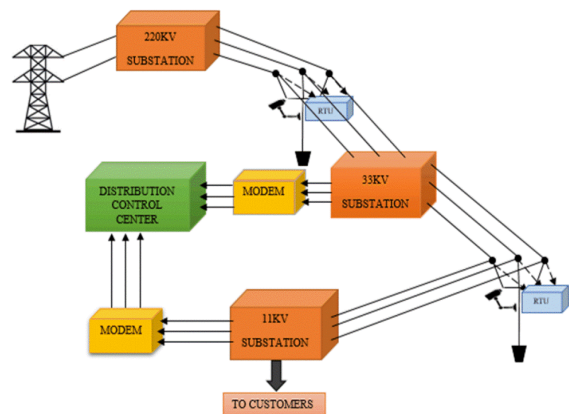 220KV
SUBSTATION
RTU
33KV
SUBSTATION
MODEM
DISTRIBUTION
CONTROL
CENTER
RTU
11KV
SUBSTATION
MODEM
TO CUSTOMERS